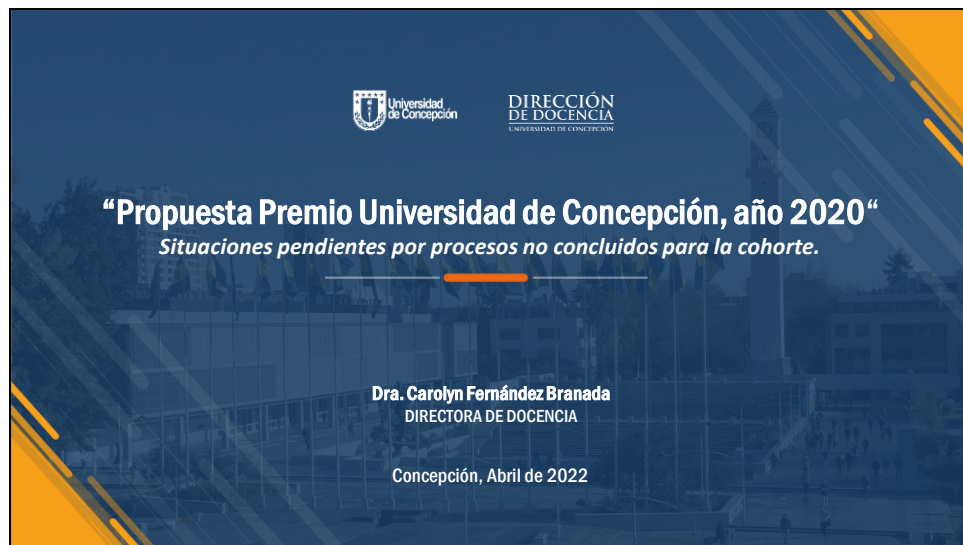 Universidad
de Concepción
DIRECCIÓN
DE DOCENCIA
UNIVERSIDAD DE CONCEPCIÓN
“Propuesta Premio Universidad de Concepción, año 2020“
Situaciones pendientes por procesos no concluidos para la cohorte.
Dra. Carolyn Fernández Branada
DIRECTORA DE DOCENCIA
Concepción, Abril de 2022